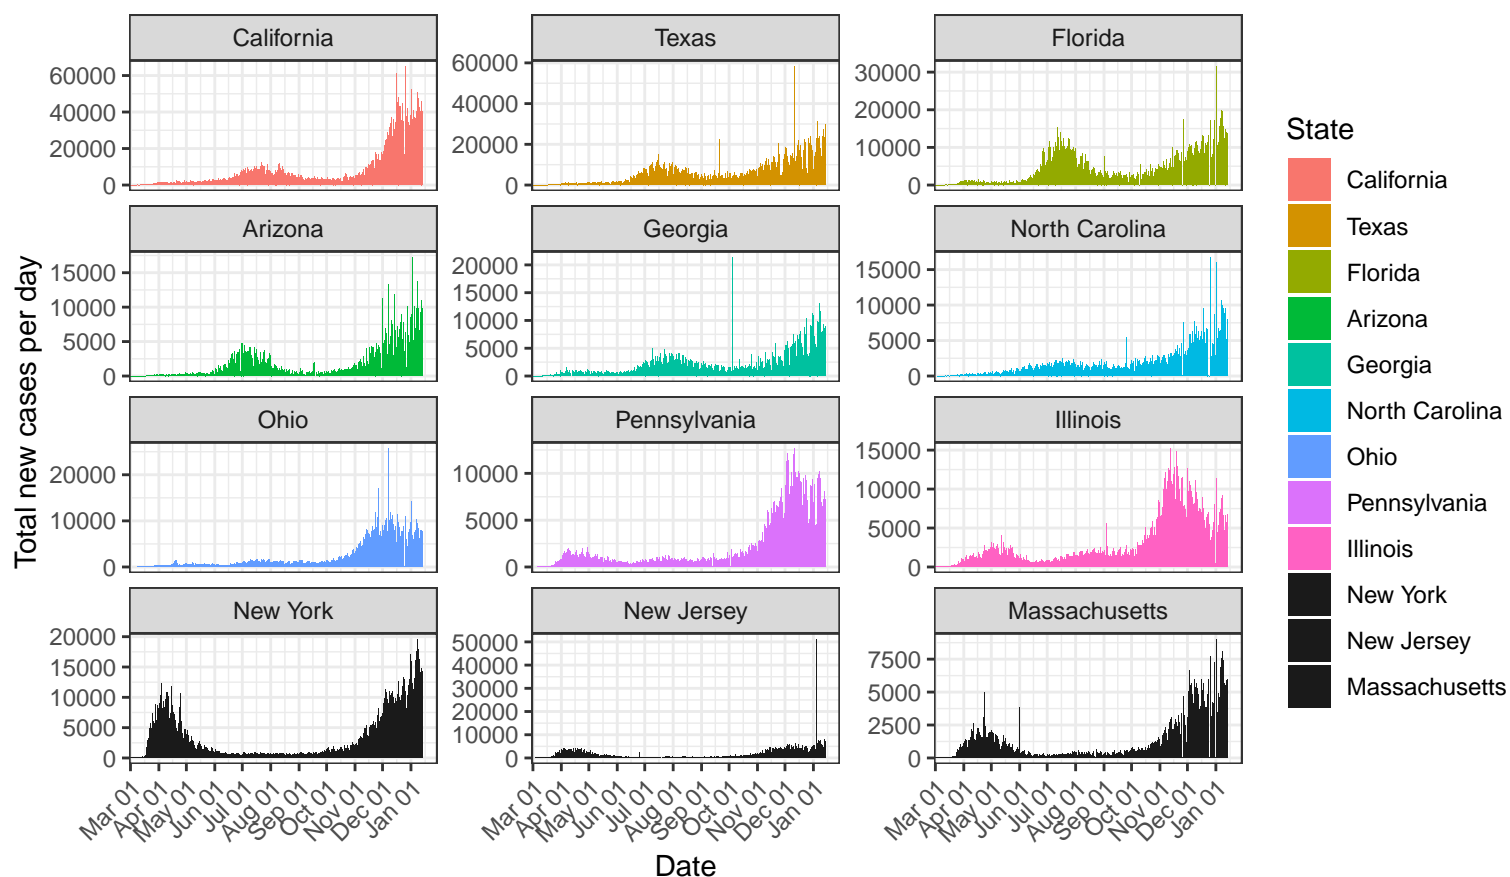 California
Texas
Florida
60000
40000
20000
0
60000
40000
20000
0
30000
20000
10000
0
Arizona
Georgia
North Carolina
15000
10000
5000
0
20000
15000
10000
5000
0
15000
10000
5000
0
Ohio
Pennsylvania
Illinois
20000
10000
0
10000
5000
0
15000
10000
5000
0
New York
New Jersey
Massachusetts
20000
15000
10000
5000
0
50000
40000
30000
20000
10000
0
7500
5000
2500
0
Mar 01
Apr 01
May 01
Jun 01
Jul 01
Aug 01
Sep 01
Oct 01
Nov 01
Dec 01
Jan 01
Mar 01
Apr 01
May 01
Jun 01
Jul 01
Aug 01
Sep 01
Oct 01
Nov 01
Dec 01
Jan 01
Mar 01
Apr 01
May 01
Jun 01
Jul 01
Aug 01
Sep 01
Oct 01
Nov 01
Dec 01
Jan 01
Date
Total new cases per day
State
California
Texas
Florida
Arizona
Georgia
North Carolina
Ohio
Pennsylvania
Illinois
New York
New Jersey
Massachusetts